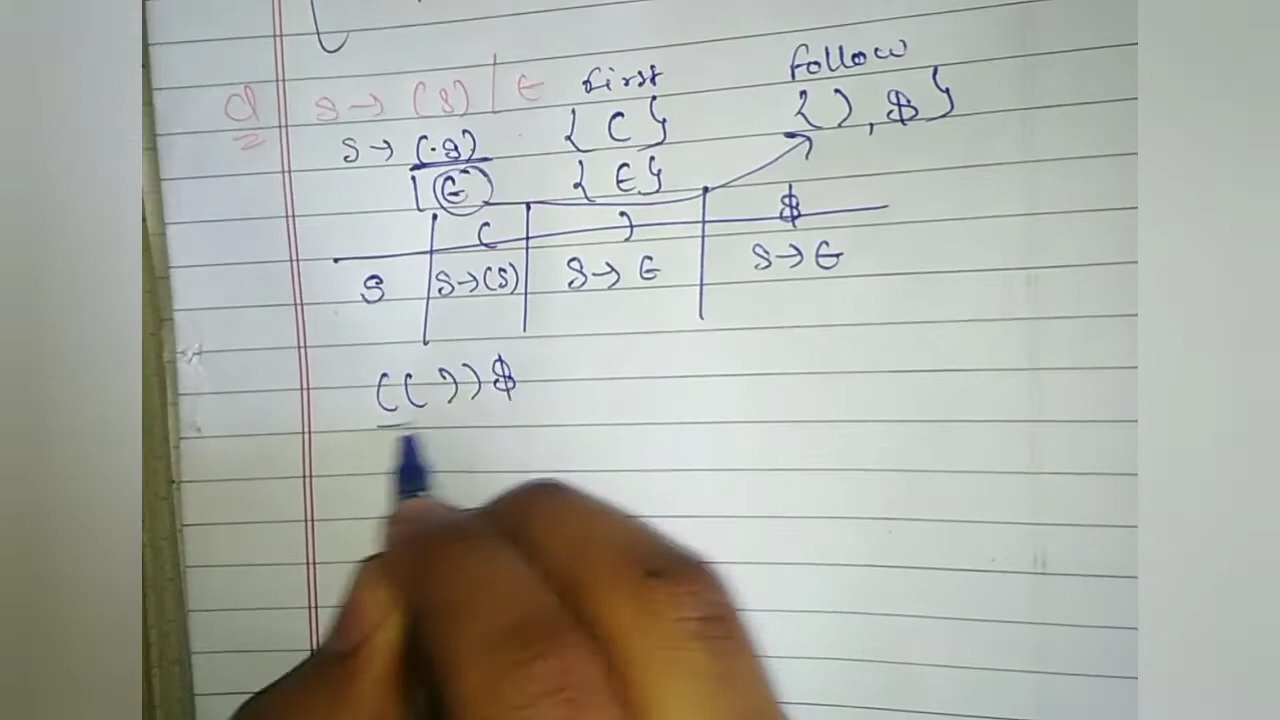 first follow
Q S → (S) | ε { ( } { ), $ }
S → (.S)
| ε { ε }
( ) $
S S→(S) S→ε S→ε
(())$